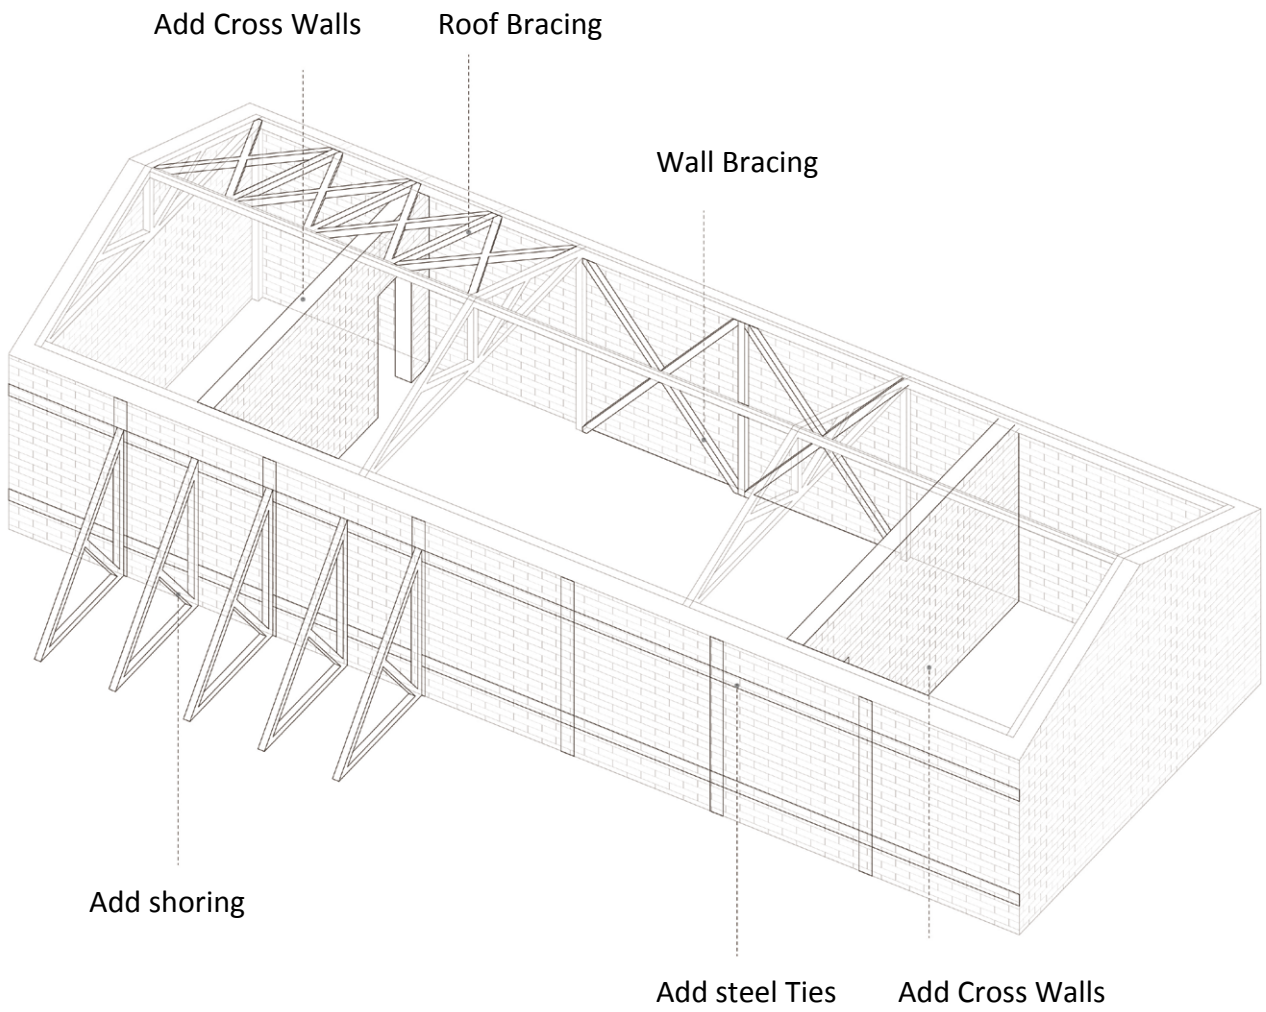 Add Cross Walls
Roof Bracing
Wall Bracing
Add shoring
Add steel Ties
Add Cross Walls